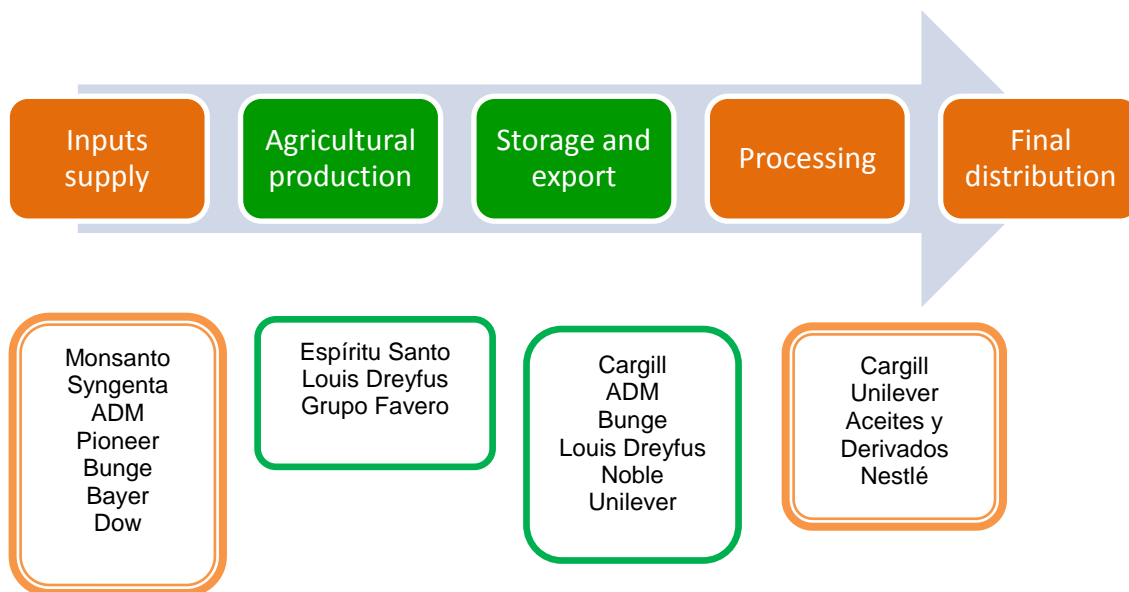 Inputs
supply
Agricultural
production
Storage and
export
Processing
Final
distribution
Monsanto
Syngenta
ADM
Pioneer
Bunge
Bayer
Dow
Espíritu Santo
Louis Dreyfus
Grupo Favero
Cargill
ADM
Bunge
Louis Dreyfus
Noble
Unilever
Cargill
Unilever
Aceites y
Derivados
Nestlé